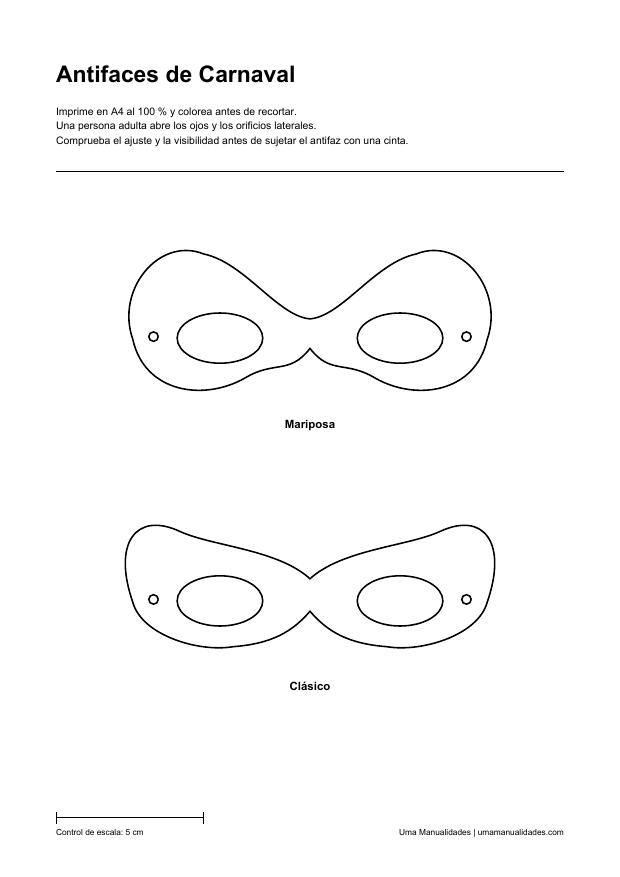 Antifaces de Carnaval
Imprime en A4 al 100 % y colorea antes de recortar.
Una persona adulta abre los ojos y los orificios laterales.
Comprueba el ajuste y la visibilidad antes de sujetar el antifaz con una cinta.
Mariposa
Clásico
Control de escala: 5 cm
Uma Manualidades | umamanualidades.com